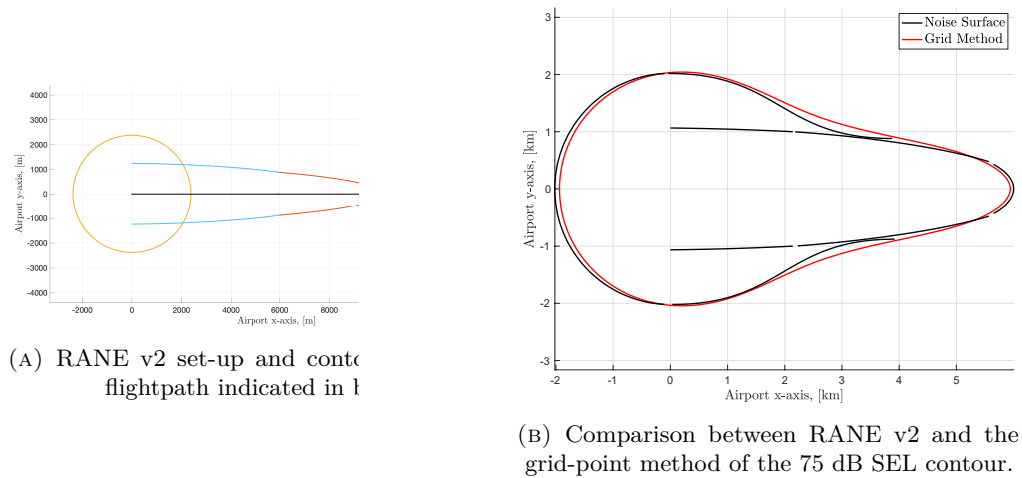 4000
3000
2000
1000
0
-1000
-2000
-3000
-4000
Airport y-axis, [m]
-2000 0 2000 4000 6000 8000
Airport x-axis, [m]
(A) RANE v2 set-up and
flightpath indicated in
3
2
1
0
-1
-2
-3
Airport y-axis, [km]
Noise Surface
Grid Method
-2 -1 0 1 2 3 4 5
Airport x-axis, [km]
(B) Comparison between RANE v2 and the
grid-point method of the 75 dB SEL contour.